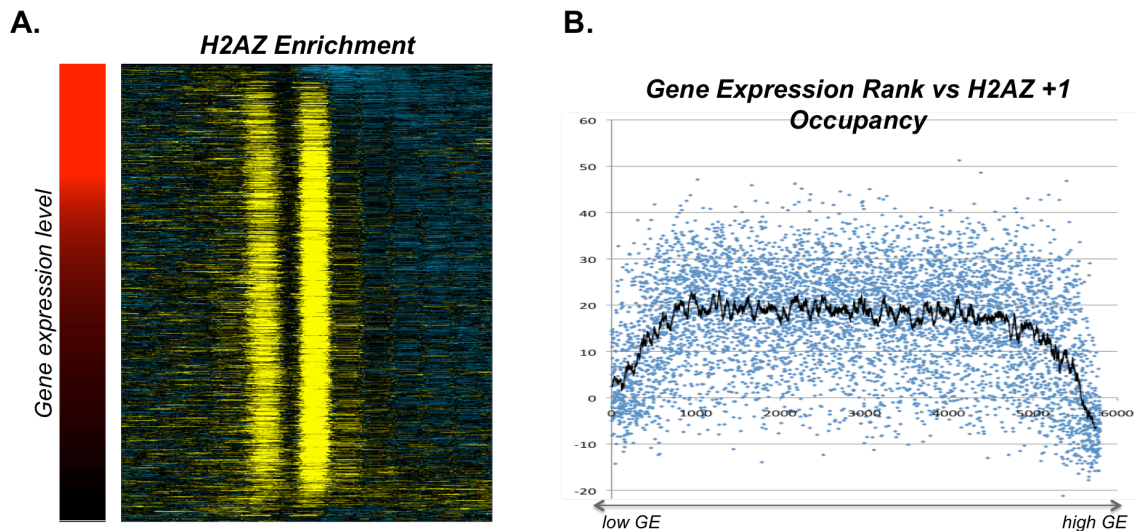 A.
H2AZ Enrichment
Gene expression level
B.
Gene Expression Rank vs H2AZ +1
Occupancy
60
50
40
30
20
10
0
-10
-20
0 1000 2000 3000 4000 5000 6000
low GE high GE